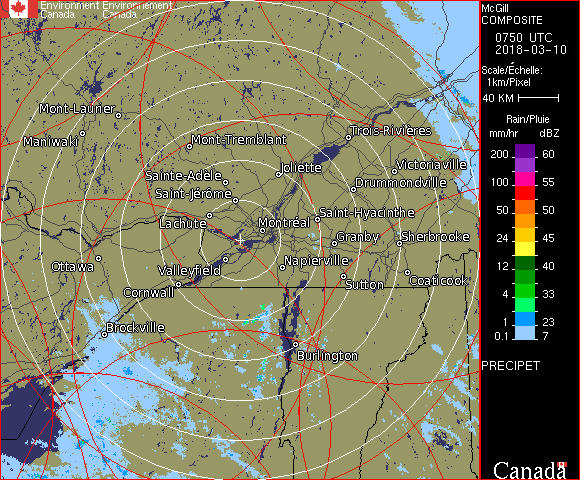 Environment Environnement
Canada Canada
McGill
COMPOSITE
0750 UTC
2018-03-10
Scale/Échelle:
1km/Pixel
40 KM
Rain/Pluie
mm/hr dBZ
200 60
100 55
50 50
24 45
12 40
4 33
1 23
0.1 7
PRECIPET
Canada
Mont-Laurier
Maniwaki
Mont-Tremblant
Trois-Rivières
Sainte-Adèle
Joliette
Victoriaville
Saint-Jérôme
Drummondville
Lachute
Montréal
Saint-Hyacinthe
Granby
Sherbrooke
Ottawa
Valleyfield
Napierville
Cornwall
Sutton
Coaticook
Brockville
Burlington